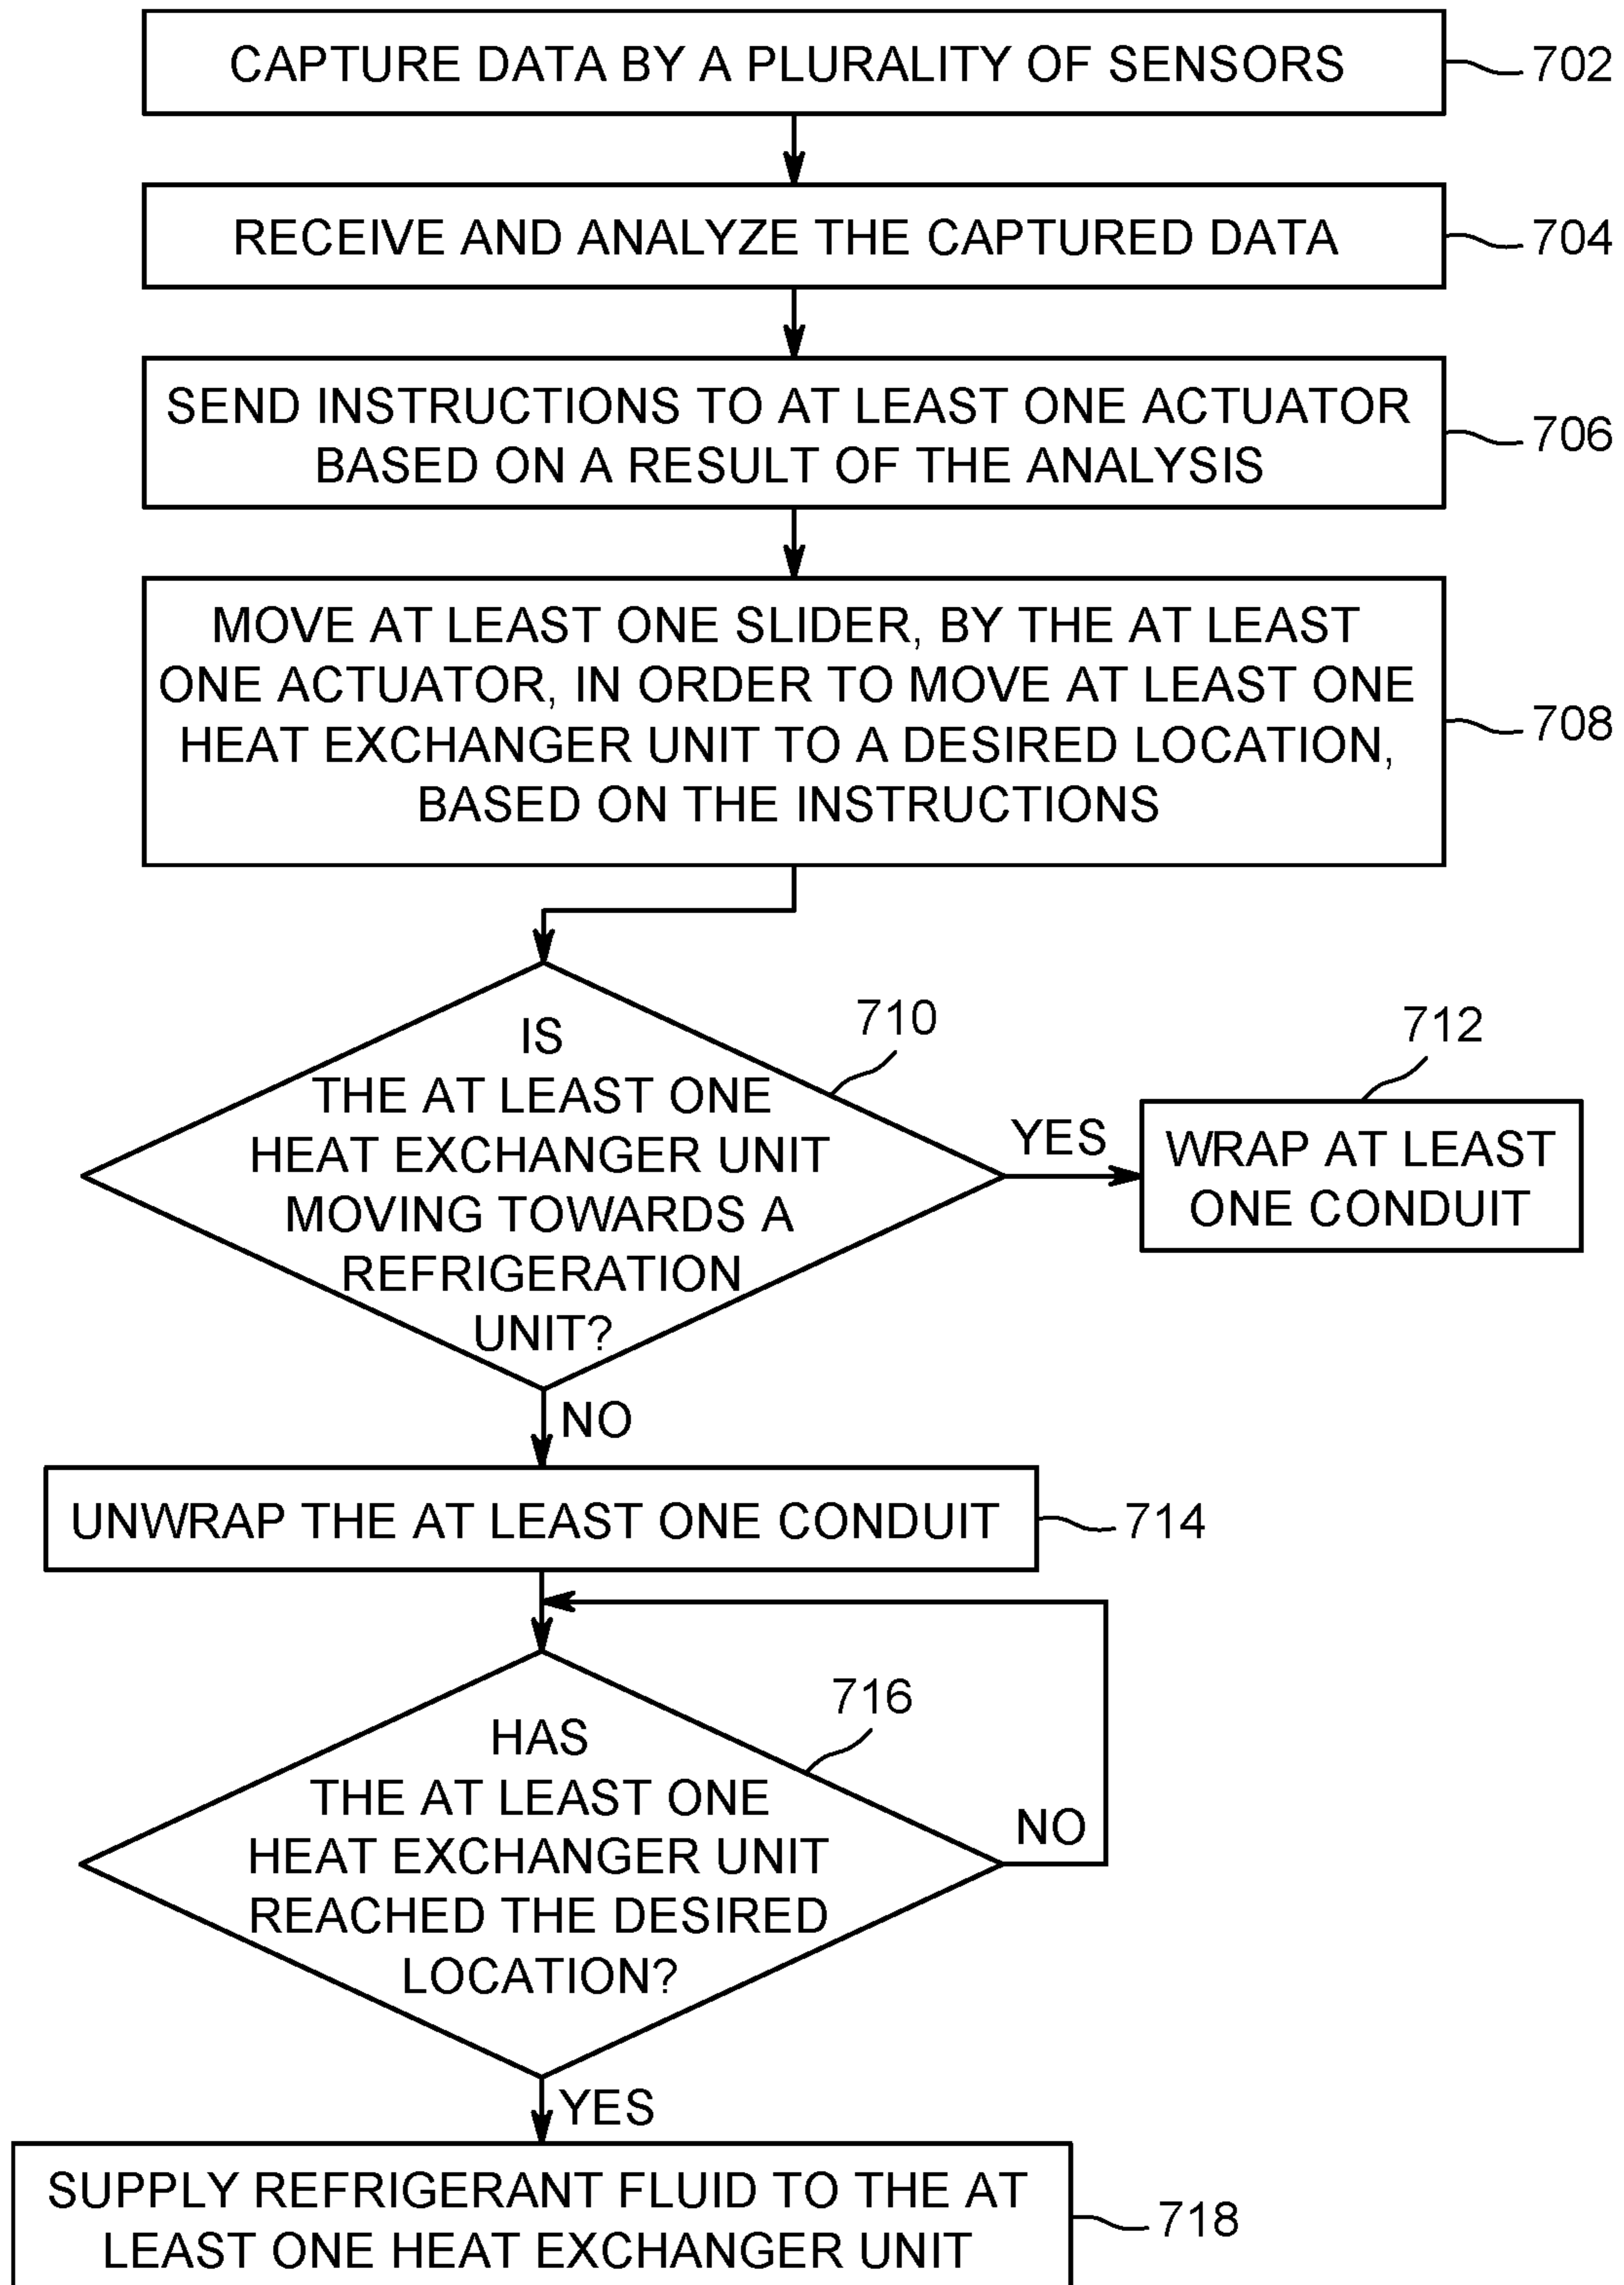 CAPTURE DATA BY A PLURALITY OF SENSORS
702
RECEIVE AND ANALYZE THE CAPTURED DATA
704
SEND INSTRUCTIONS TO AT LEAST ONE ACTUATOR
BASED ON A RESULT OF THE ANALYSIS
706
MOVE AT LEAST ONE SLIDER, BY THE AT LEAST
ONE ACTUATOR, IN ORDER TO MOVE AT LEAST ONE
HEAT EXCHANGER UNIT TO A DESIRED LOCATION,
BASED ON THE INSTRUCTIONS
708
IS
THE AT LEAST ONE
HEAT EXCHANGER UNIT
MOVING TOWARDS A
REFRIGERATION
UNIT?
710
YES
712
WRAP AT LEAST
ONE CONDUIT
NO
UNWRAP THE AT LEAST ONE CONDUIT
714
HAS
THE AT LEAST ONE
HEAT EXCHANGER UNIT
REACHED THE DESIRED
LOCATION?
716
NO
YES
SUPPLY REFRIGERANT FLUID TO THE AT
LEAST ONE HEAT EXCHANGER UNIT
718